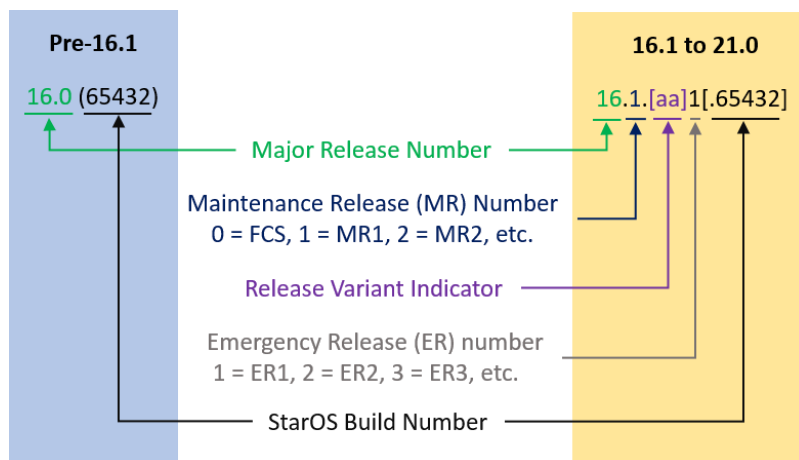 Pre-16.1
16.1 to 21.0
16.0 (65432)
16.1.[aa]1[.65432]
Major Release Number
Maintenance Release (MR) Number
0 = FCS, 1 = MR1, 2 = MR2, etc.
Release Variant Indicator
Emergency Release (ER) number
1 = ER1, 2 = ER2, 3 = ER3, etc.
StarOS Build Number